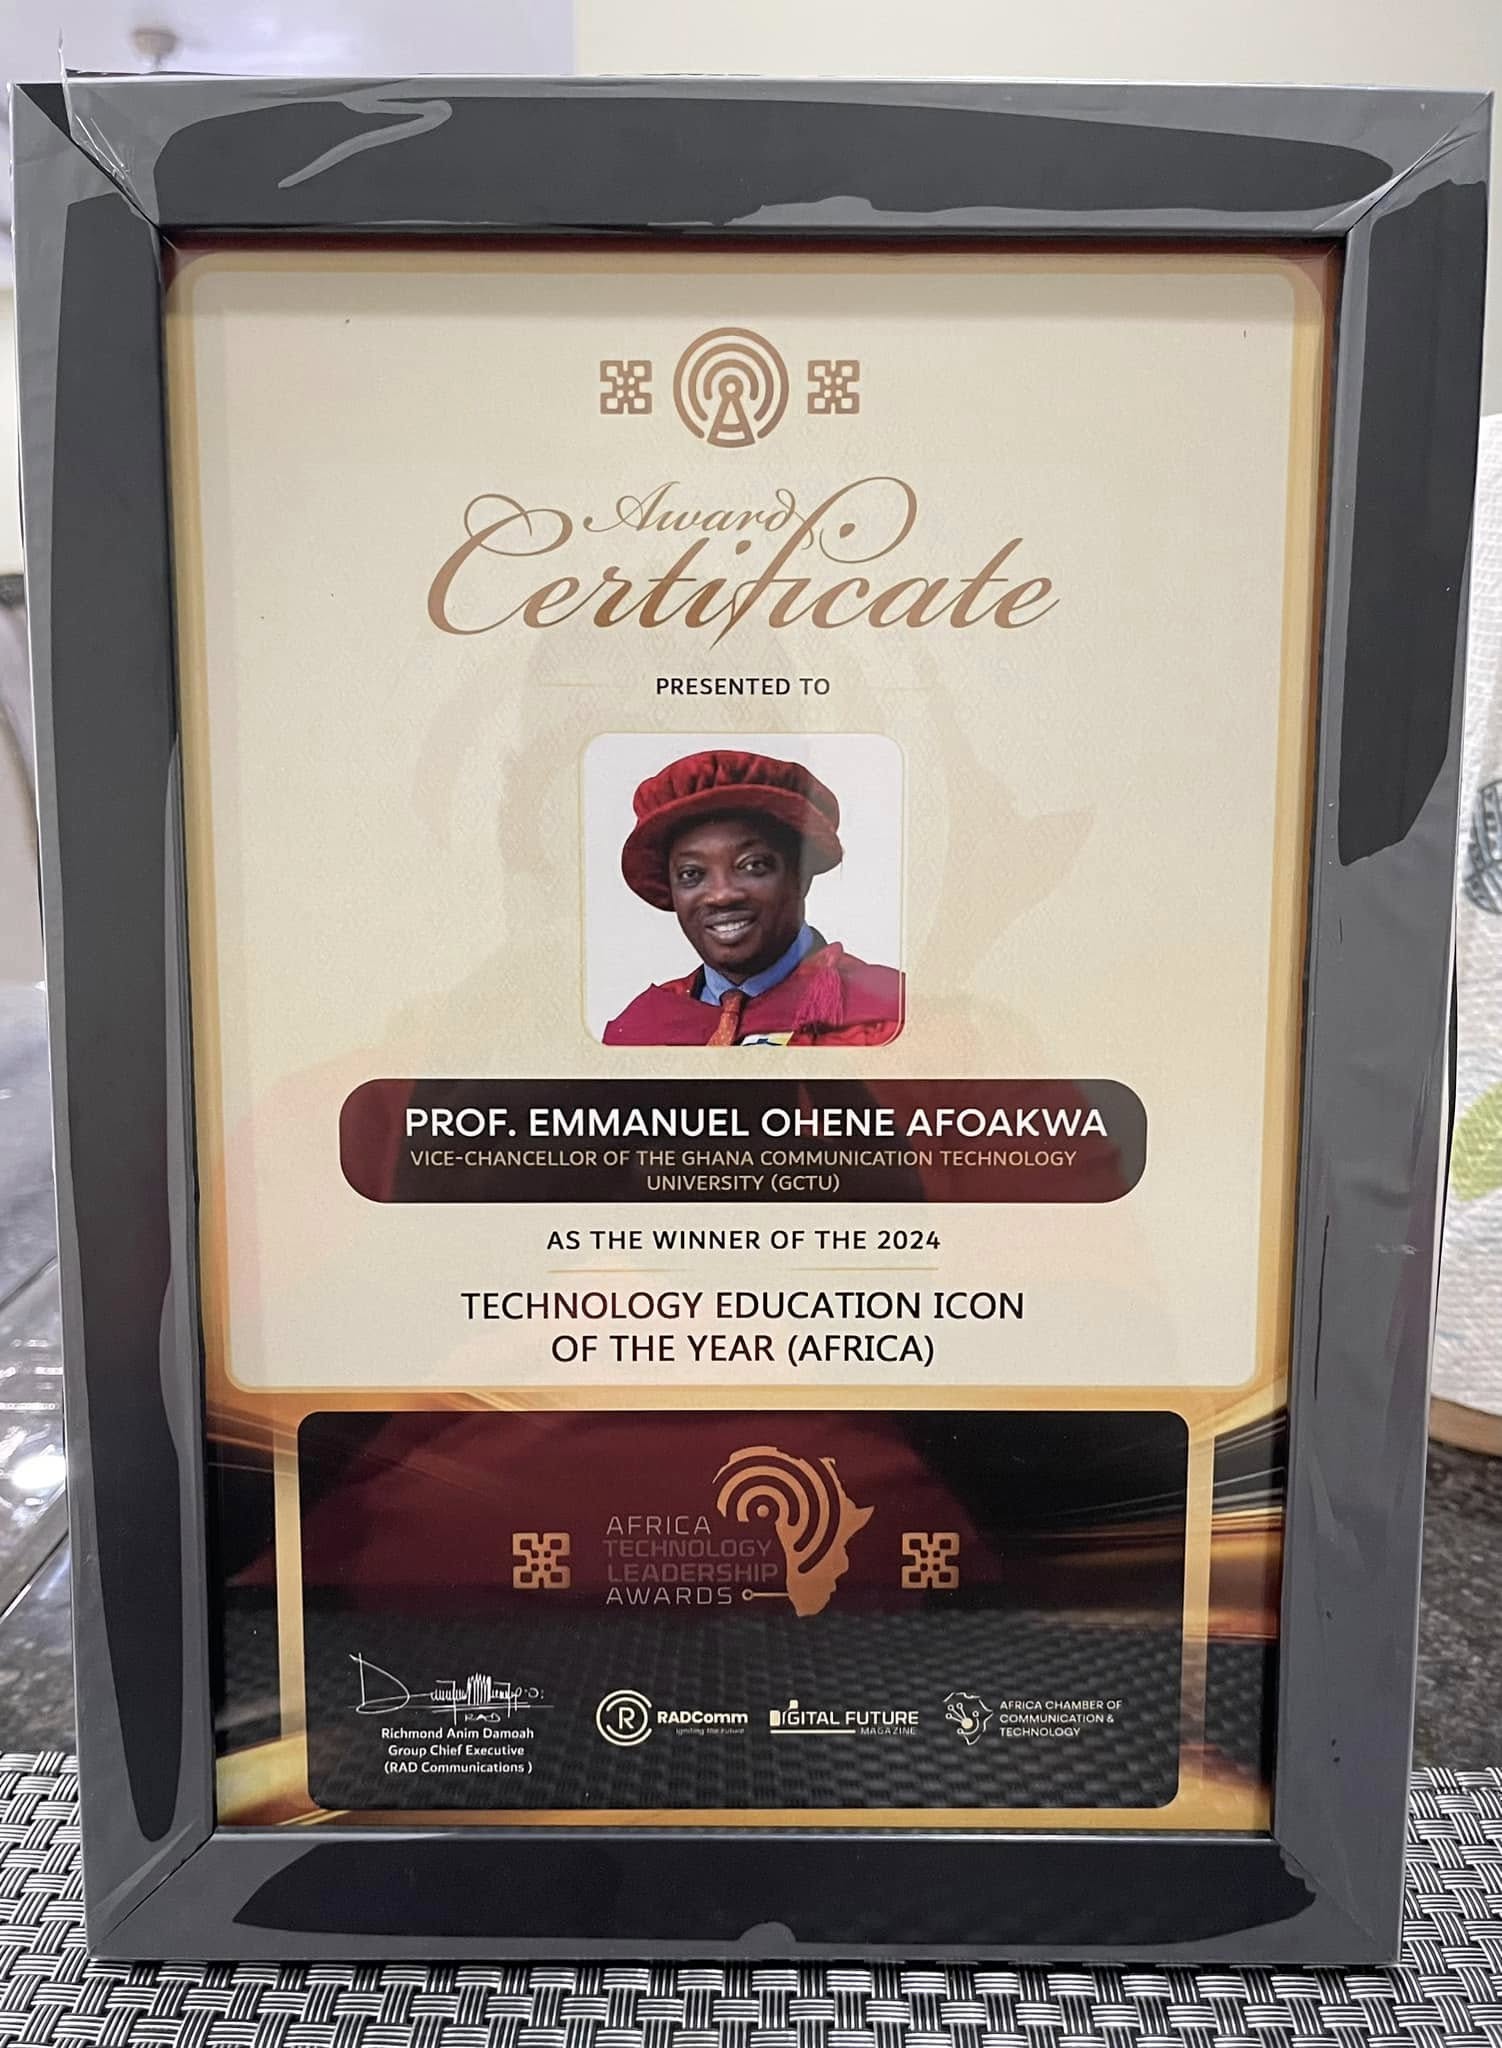 Award
Certificate
PRESENTED TO
PROF. EMMANUEL OHENE AFOAKWA
VICE-CHANCELLOR OF THE GHANA COMMUNICATION TECHNOLOGY
UNIVERSITY (GCTU)
AS THE WINNER OF THE 2024
TECHNOLOGY EDUCATION ICON
OF THE YEAR (AFRICA)
AFRICA
TECHNOLOGY
LEADERSHIP
AWARDS
RAD
Richmond Anim Damoah
Group Chief Executive
(RAD Communications )
R
RADComm
Igniting the Future
DIGITAL FUTURE
MAGAZINE
AFRICA CHAMBER OF
COMMUNICATION &
TECHNOLOGY